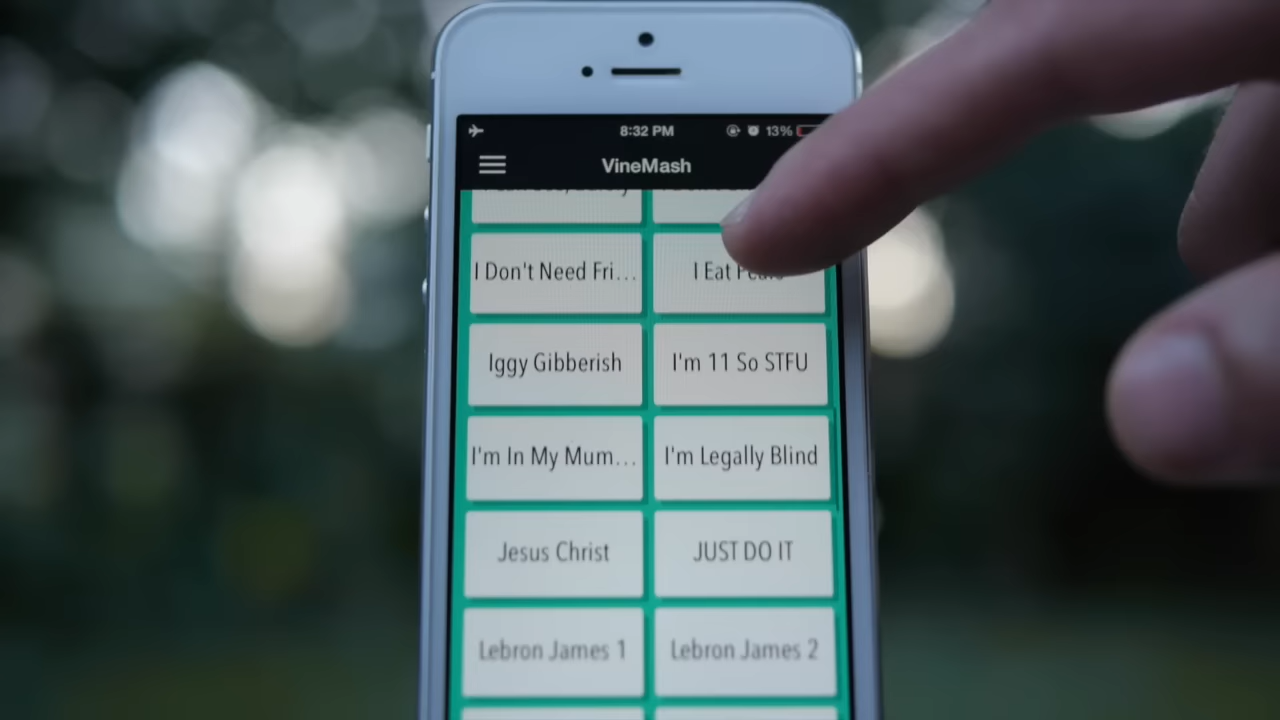 8:32 PM 13%
VineMash
I Don't Need Fri...
I Eat
Iggy Gibberish
I'm 11 So STFU
I'm In My Mum...
I'm Legally Blind
Jesus Christ
JUST DO IT
Lebron James 1
Lebron James 2